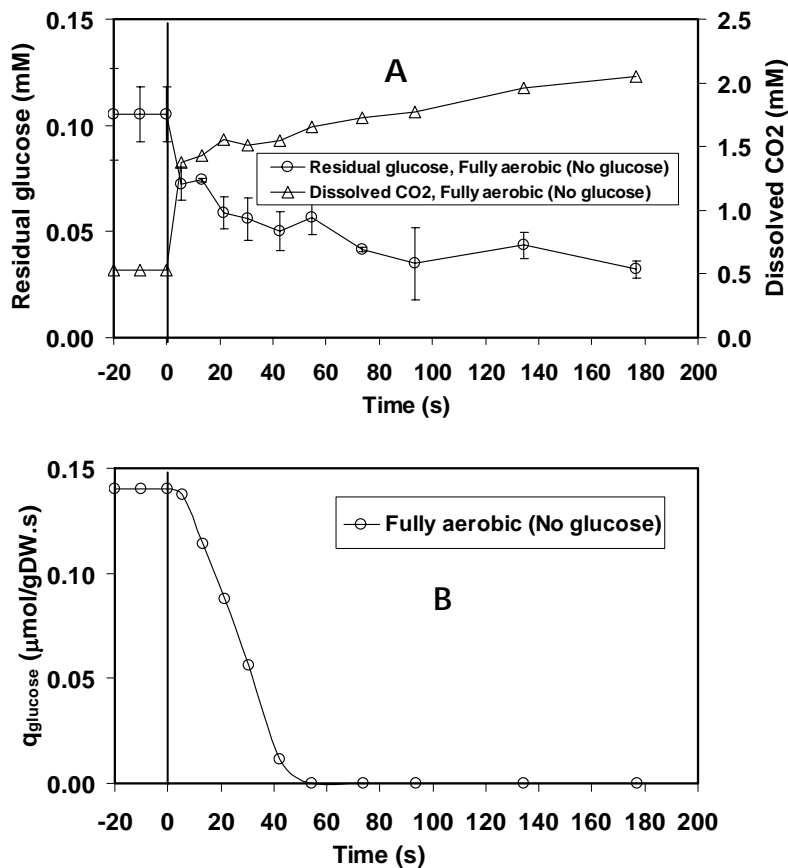 0.15
0.10
0.05
0.00
Residual glucose (mM)
A
2.5
2.0
1.5
1.0
0.5
0.0
Dissolved CO2 (mM)
Residual glucose, Fully aerobic (No glucose)
Dissolved CO2, Fully aerobic (No glucose)
-20 0 20 40 60 80 100 120 140 160 180 200
Time (s)
0.15
0.10
0.05
0.00
qglucose (μmol/gDW.s)
Fully aerobic (No glucose)
B
-20 0 20 40 60 80 100 120 140 160 180 200
Time (s)